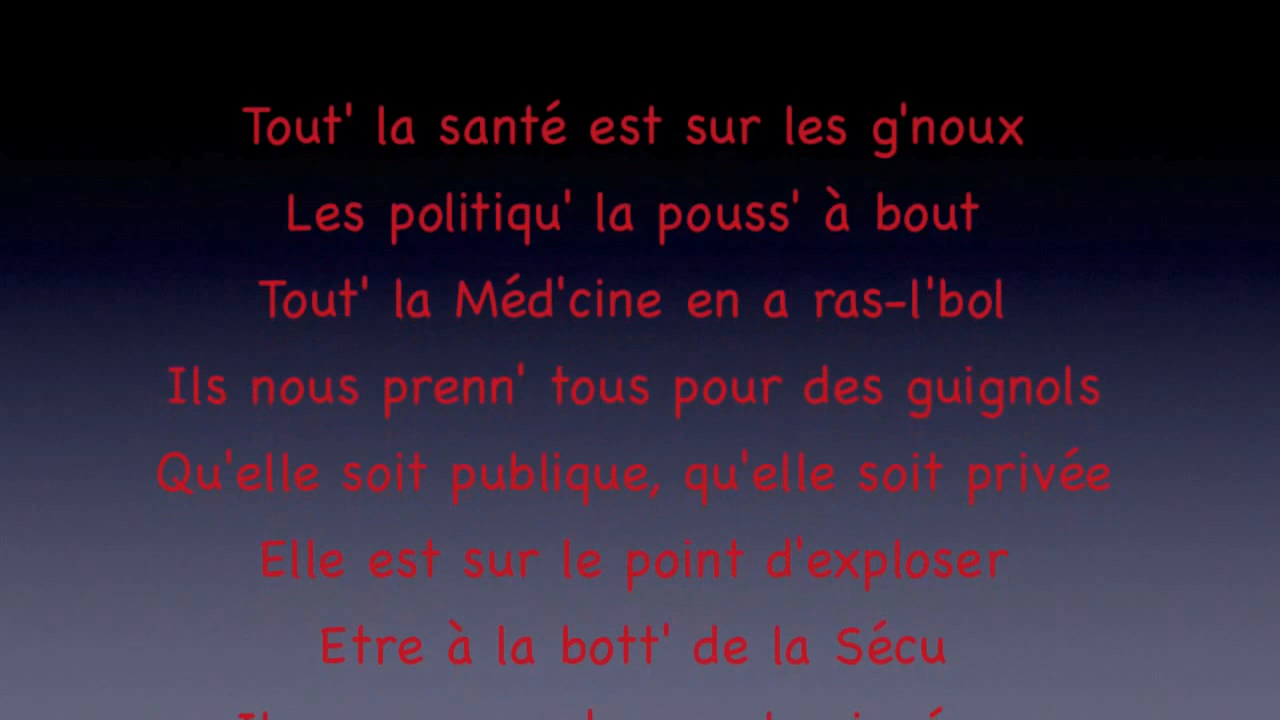 Tout' la santé est sur les g'noux
Les politiqu' la pouss' à bout
Tout' la Méd'cine en a ras-l'bol
Ils nous prenn' tous pour des guignols
Qu'elle soit publique, qu'elle soit privée
Elle est sur le point d'exploser
Etre à la bott' de la Sécu